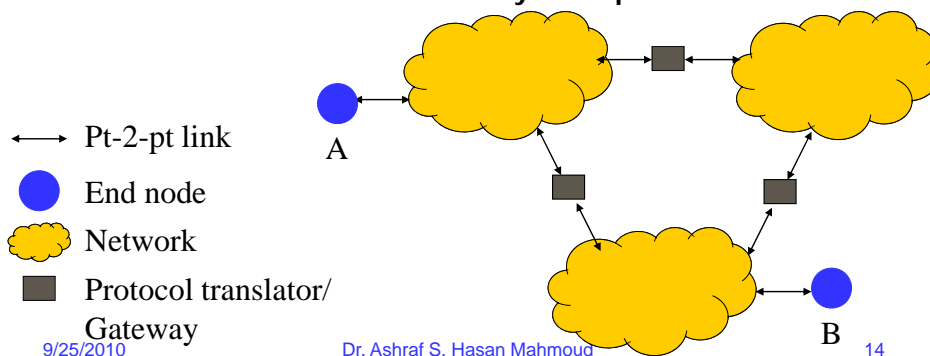 A
Pt-2-pt link
End node
Network
Protocol translator/
Gateway
B
9/25/2010
Dr. Ashraf S. Hasan Mahmoud
14